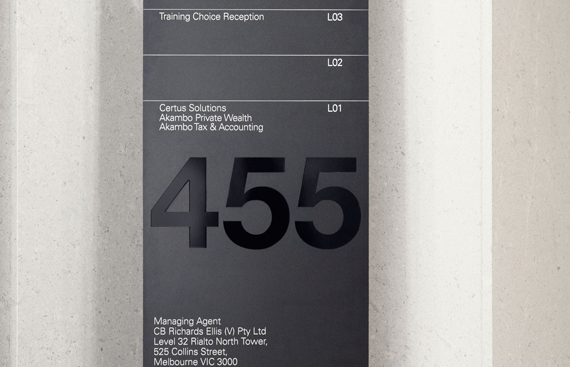 Training Choice Reception L03
L02
Certus Solutions L01
Akambo Private Wealth
Akambo Tax & Accounting
455
Managing Agent
CB Richards Ellis (V) Pty Ltd
Level 32 Rialto North Tower,
525 Collins Street,
Melbourne VIC 3000